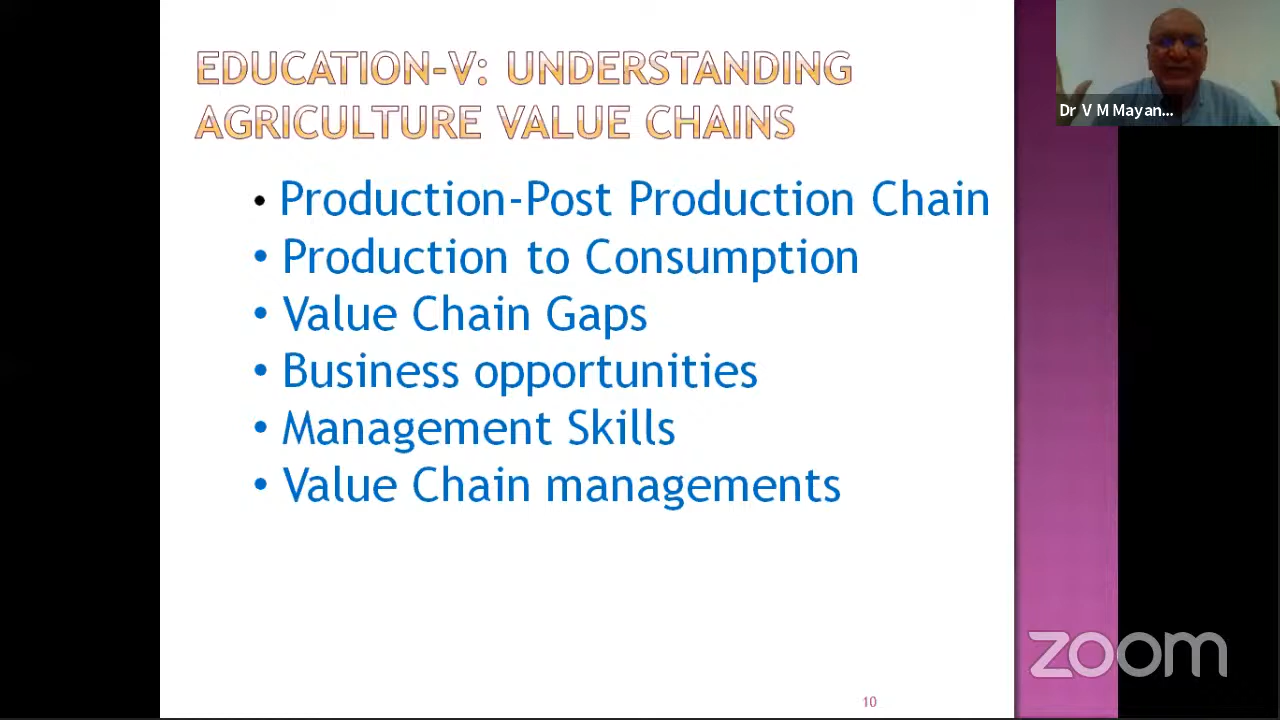 EDUCATION-V: UNDERSTANDING
AGRICULTURE VALUE CHAINS
• Production-Post Production Chain
• Production to Consumption
• Value Chain Gaps
• Business opportunities
• Management Skills
• Value Chain managements
10
Dr V M Mayan...
zoom